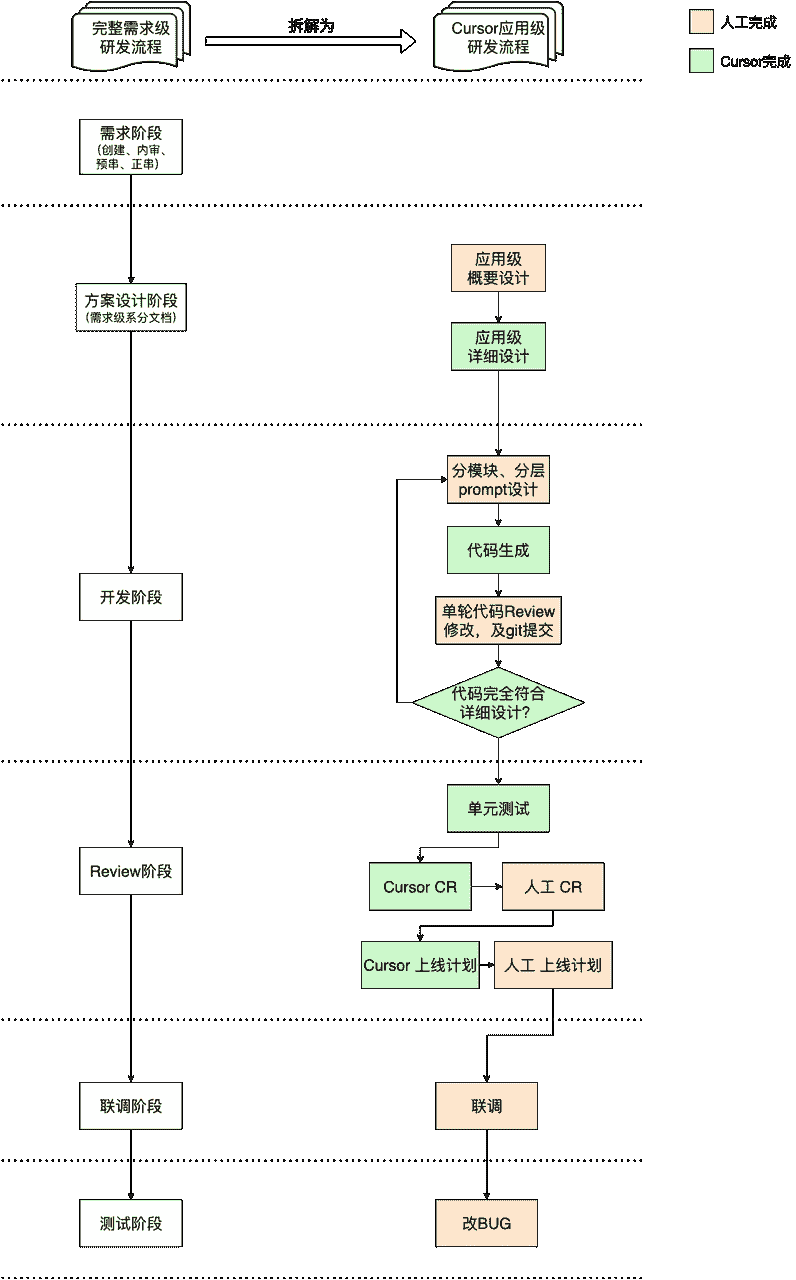 完整需求级
研发流程
拆解为
Cursor应用级
研发流程
人工完成
Cursor完成
需求阶段
(创建、内审、
预串、正串)
方案设计阶段
(需求级系分文档)
应用级
概要设计
应用级
详细设计
开发阶段
分模块、分层
prompt设计
代码生成
单轮代码Review
修改，及git提交
代码完全符合
详细设计?
Review阶段
单元测试
Cursor CR
人工 CR
Cursor 上线计划
人工 上线计划
联调阶段
联调
测试阶段
改BUG